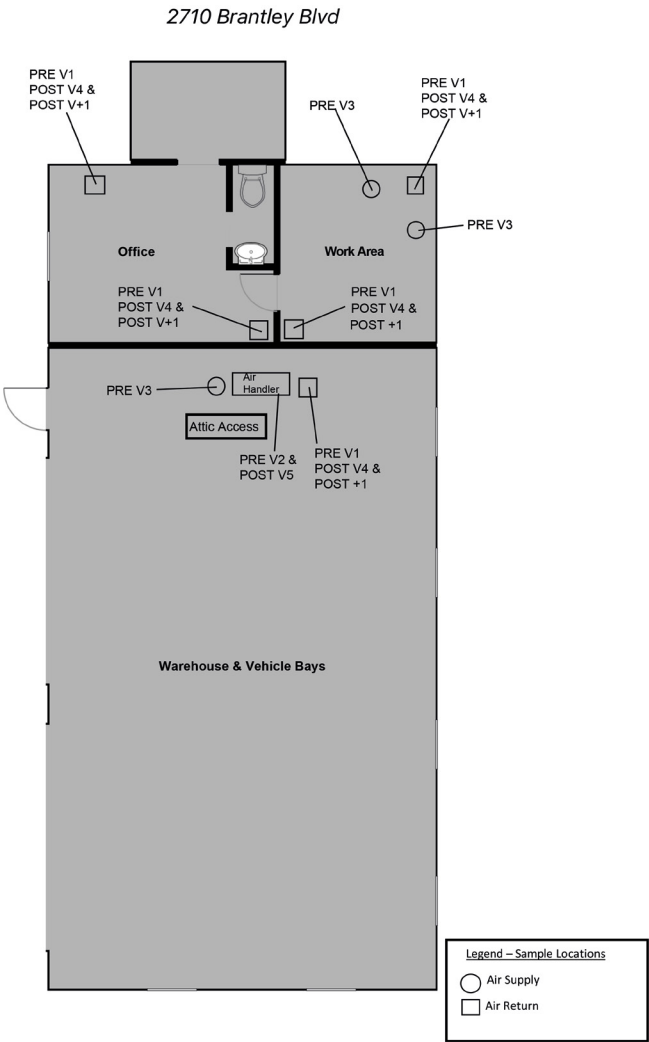 2710 Brantley Blvd
PRE V1
POST V4 &
POST V+1
PRE V3
PRE V1
POST V4 &
POST V+1
PRE V3
Office
Work Area
PRE V1
POST V4 &
POST V+1
PRE V1
POST V4 &
POST +1
PRE V3
Air
Handler
Attic Access
PRE V2 &
POST V5
PRE V1
POST V4 &
POST +1
Warehouse & Vehicle Bays
Legend – Sample Locations
Air Supply
Air Return